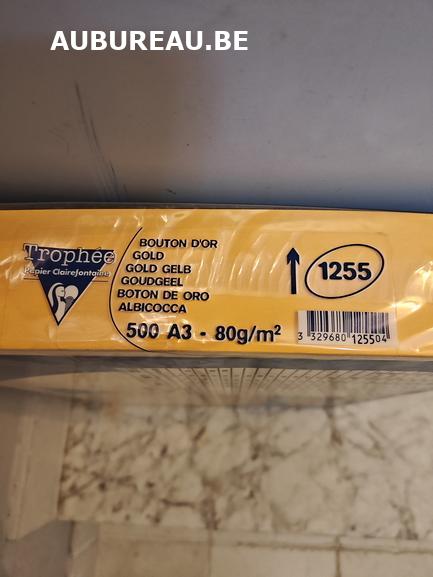 AUBUREAU.BE
Trophée
Papier Clairefontaine
BOUTON D'OR
GOLD
GOLD GELB
GOUDGEEL
BOTON DE ORO
ALBICOCCA
500 A3 - 80g/m²
1255
3 329680 125504